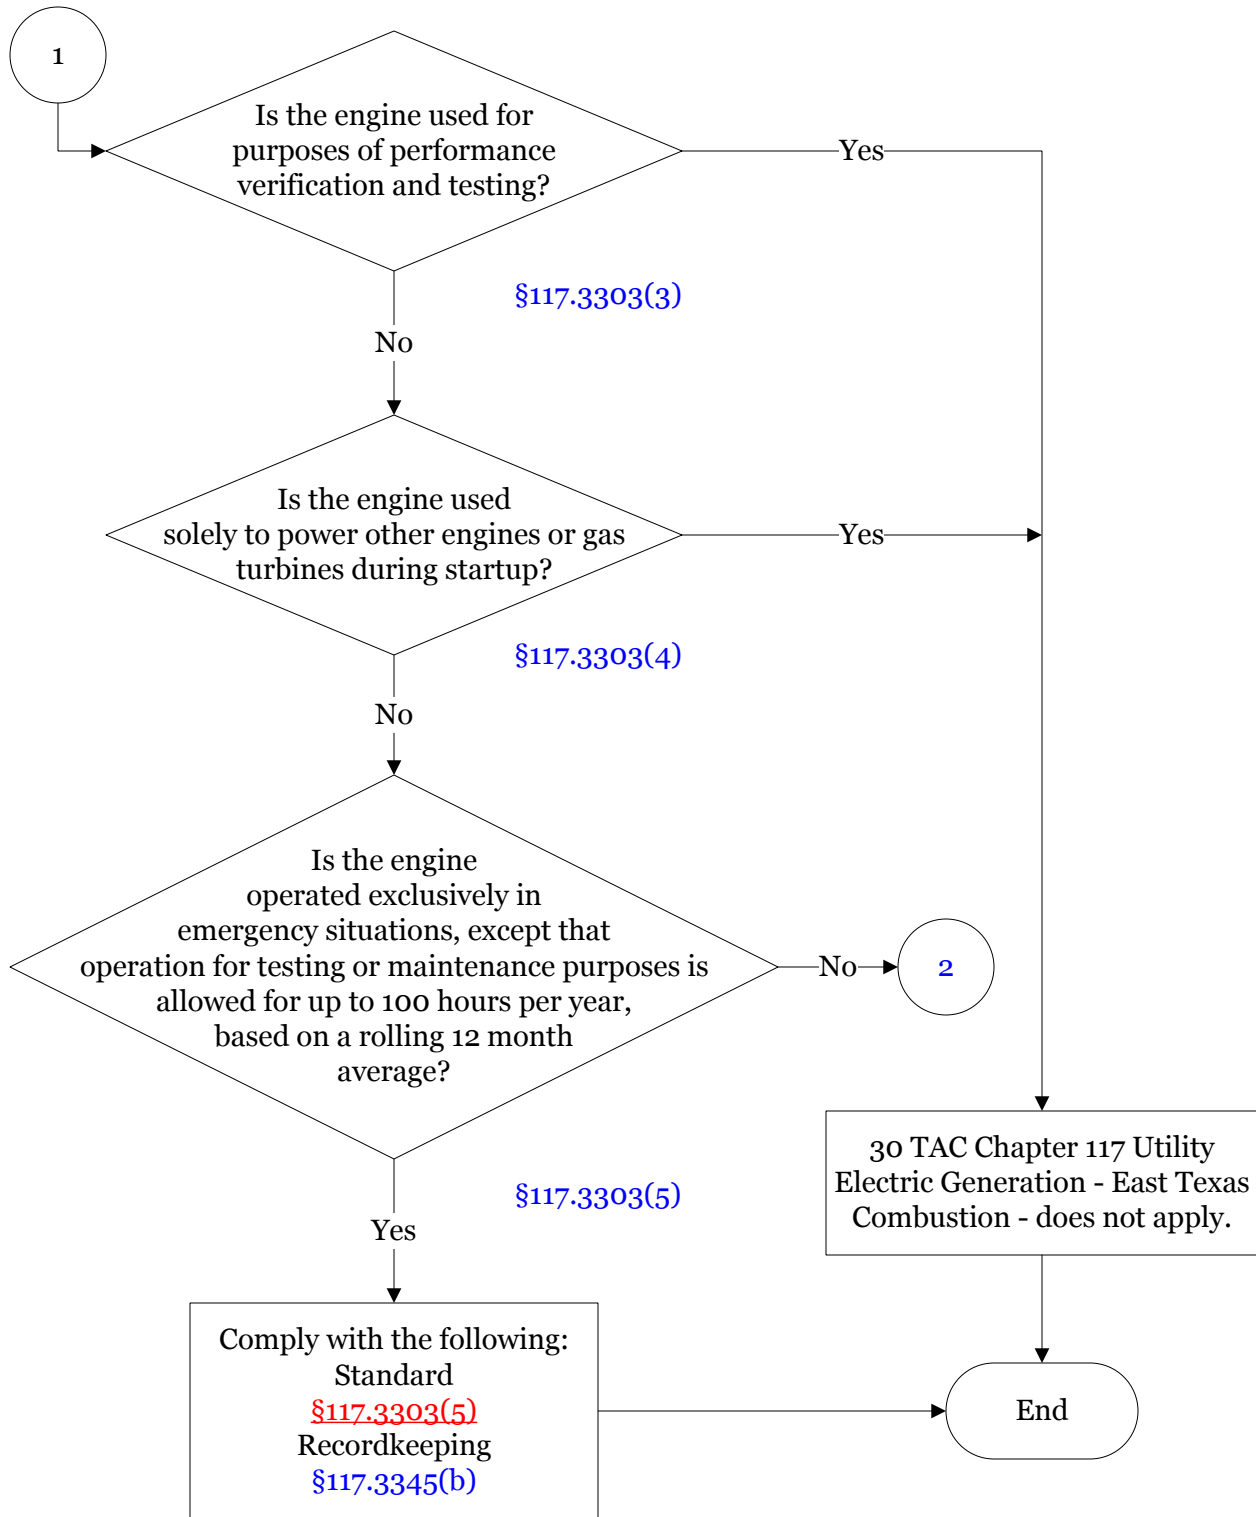 1
Is the engine used for
purposes of performance
verification and testing?
Yes
§117.3303(3)
No
Is the engine used
solely to power other engines or gas
turbines during startup?
Yes
§117.3303(4)
No
Is the engine
operated exclusively in
emergency situations, except that
operation for testing or maintenance purposes is
allowed for up to 100 hours per year,
based on a rolling 12 month
average?
No
2
§117.3303(5)
Yes
30 TAC Chapter 117 Utility
Electric Generation - East Texas
Combustion - does not apply.
Comply with the following:
Standard
§117.3303(5)
Recordkeeping
§117.3345(b)
End